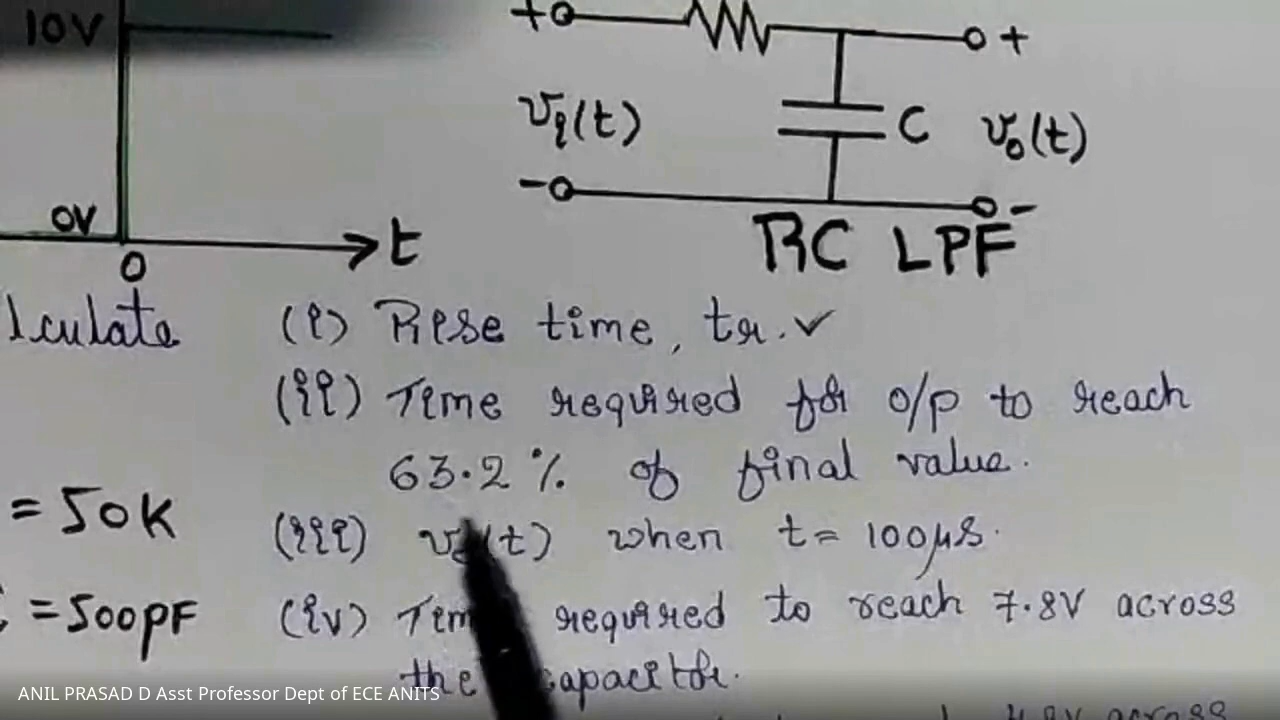 10V
+ +
vi(t) C vo(t)
- -
0V
RC LPF
t
0
lculate (i) Rise time, tr. ✓
(ii) Time required for o/p to reach
63.2 % of final value.
= 50K
(iii) (t) when t= 100μs.
= 500pF
(iv) required to reach 7.8V across
the capacitor.
across
ANIL PRASAD D Asst Professor Dept of ECE ANITS